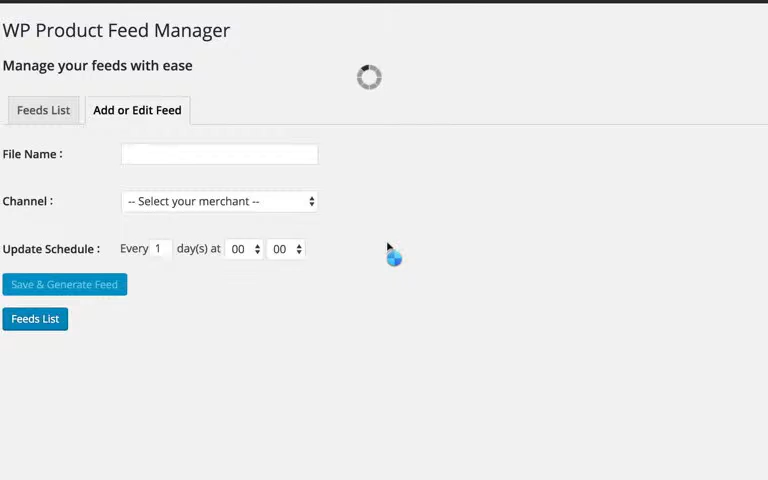 WP Product Feed Manager
Manage your feeds with ease
Feeds List
Add or Edit Feed
File Name :
Channel :
-- Select your merchant --
Update Schedule :
Every 1 day(s) at 00 00
Save & Generate Feed
Feeds List